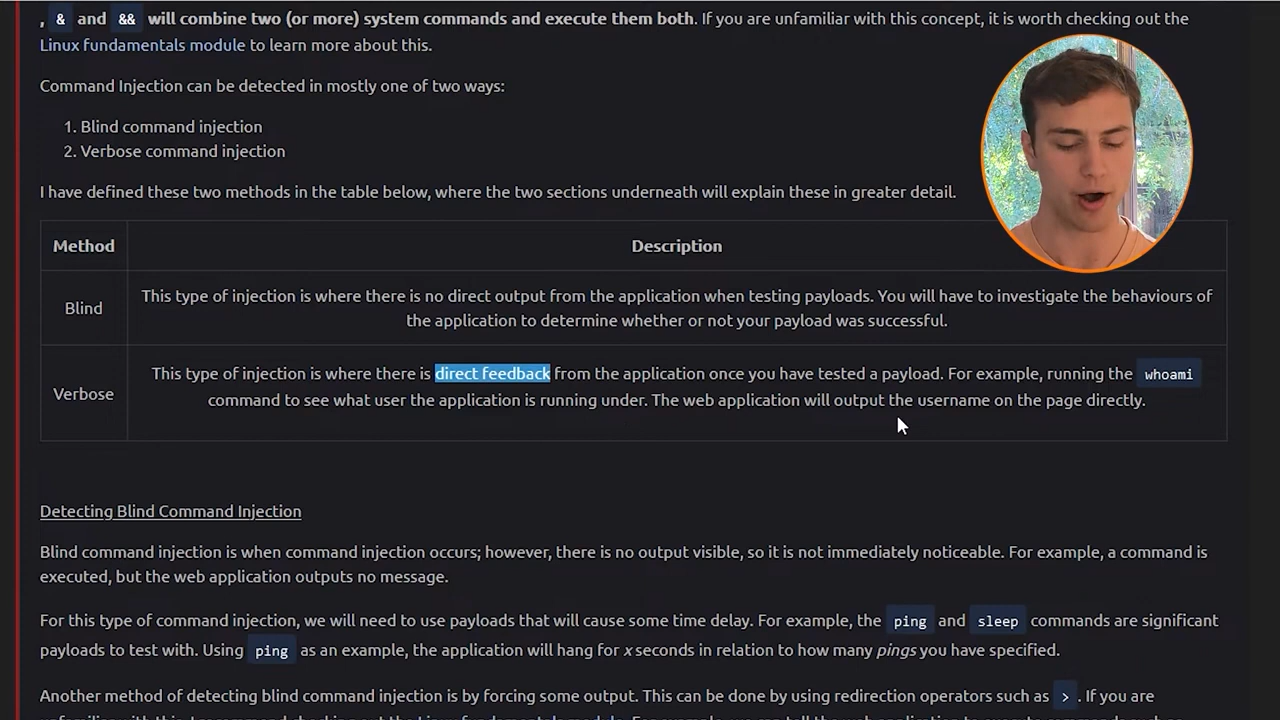 , & and && will combine two (or more) system commands and execute them both. If you are unfamiliar with this concept, it is worth checking out the
Linux fundamentals module to learn more about this.
Command Injection can be detected in mostly one of two ways:
1. Blind command injection
2. Verbose command injection
I have defined these two methods in the table below, where the two sections underneath will explain these in greater detail.
Method Description
Blind
This type of injection is where there is no direct output from the application when testing payloads. You will have to investigate the behaviours of
the application to determine whether or not your payload was successful.
Verbose
This type of injection is where there is direct feedback from the application once you have tested a payload. For example, running the whoami
command to see what user the application is running under. The web application will output the username on the page directly.
Detecting Blind Command Injection
Blind command injection is when command injection occurs; however, there is no output visible, so it is not immediately noticeable. For example, a command is
executed, but the web application outputs no message.
For this type of command injection, we will need to use payloads that will cause some time delay. For example, the ping and sleep commands are significant
payloads to test with. Using ping as an example, the application will hang for x seconds in relation to how many pings you have specified.
Another method of detecting blind command injection is by forcing some output. This can be done by using redirection operators such as >. If you are